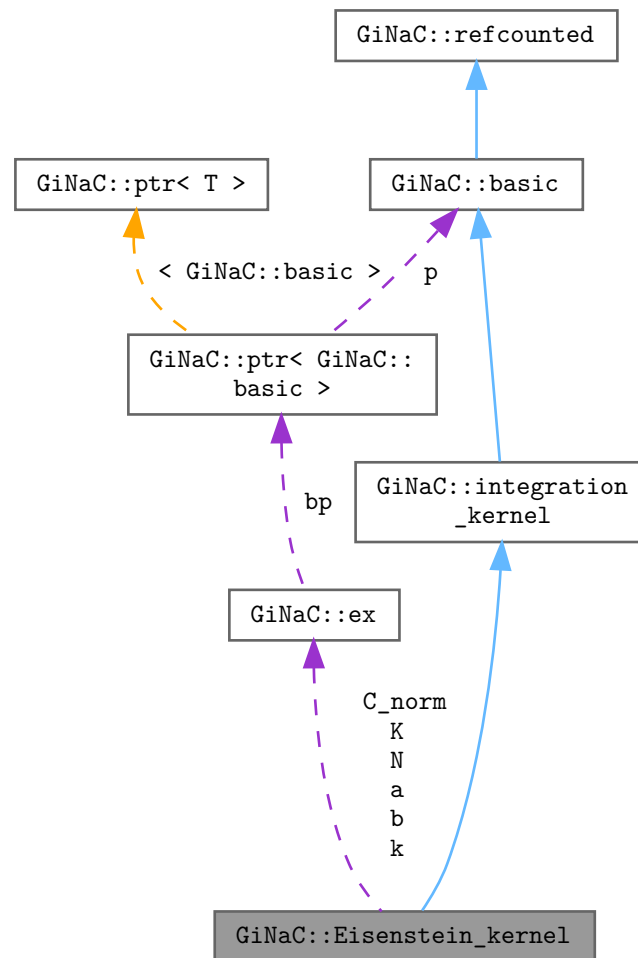 GiNaC::refcounted
GiNaC::ptr< T >
GiNaC::basic
< GiNaC::basic >
p
GiNaC::ptr< GiNaC::
basic >
GiNaC::integration
_kernel
bp
GiNaC::ex
C_norm
K
N
a
b
k
GiNaC::Eisenstein_kernel